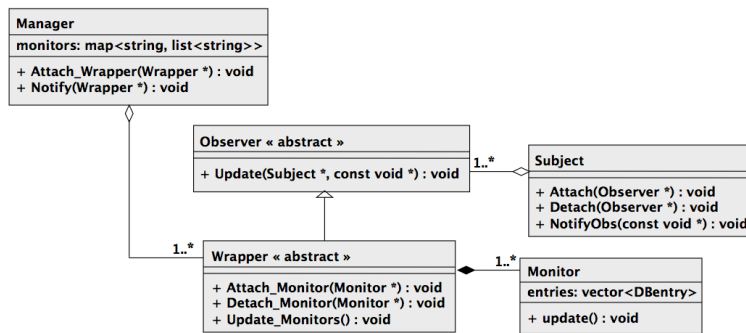 Manager
monitors: map<string, list<string>>
+ Attach_Wrapper(Wrapper *) : void
+ Notify(Wrapper *) : void
Observer « abstract »
+ Update(Subject *, const void *) : void
1..*
Subject
+ Attach(Observer *) : void
+ Detach(Observer *) : void
+ NotifyObs(const void *) : void
1..*
Wrapper « abstract »
+ Attach_Monitor(Monitor *) : void
+ Detach_Monitor(Monitor *) : void
+ Update_Monitors() : void
1..*
Monitor
entries: vector<DBentry>
+ update() : void